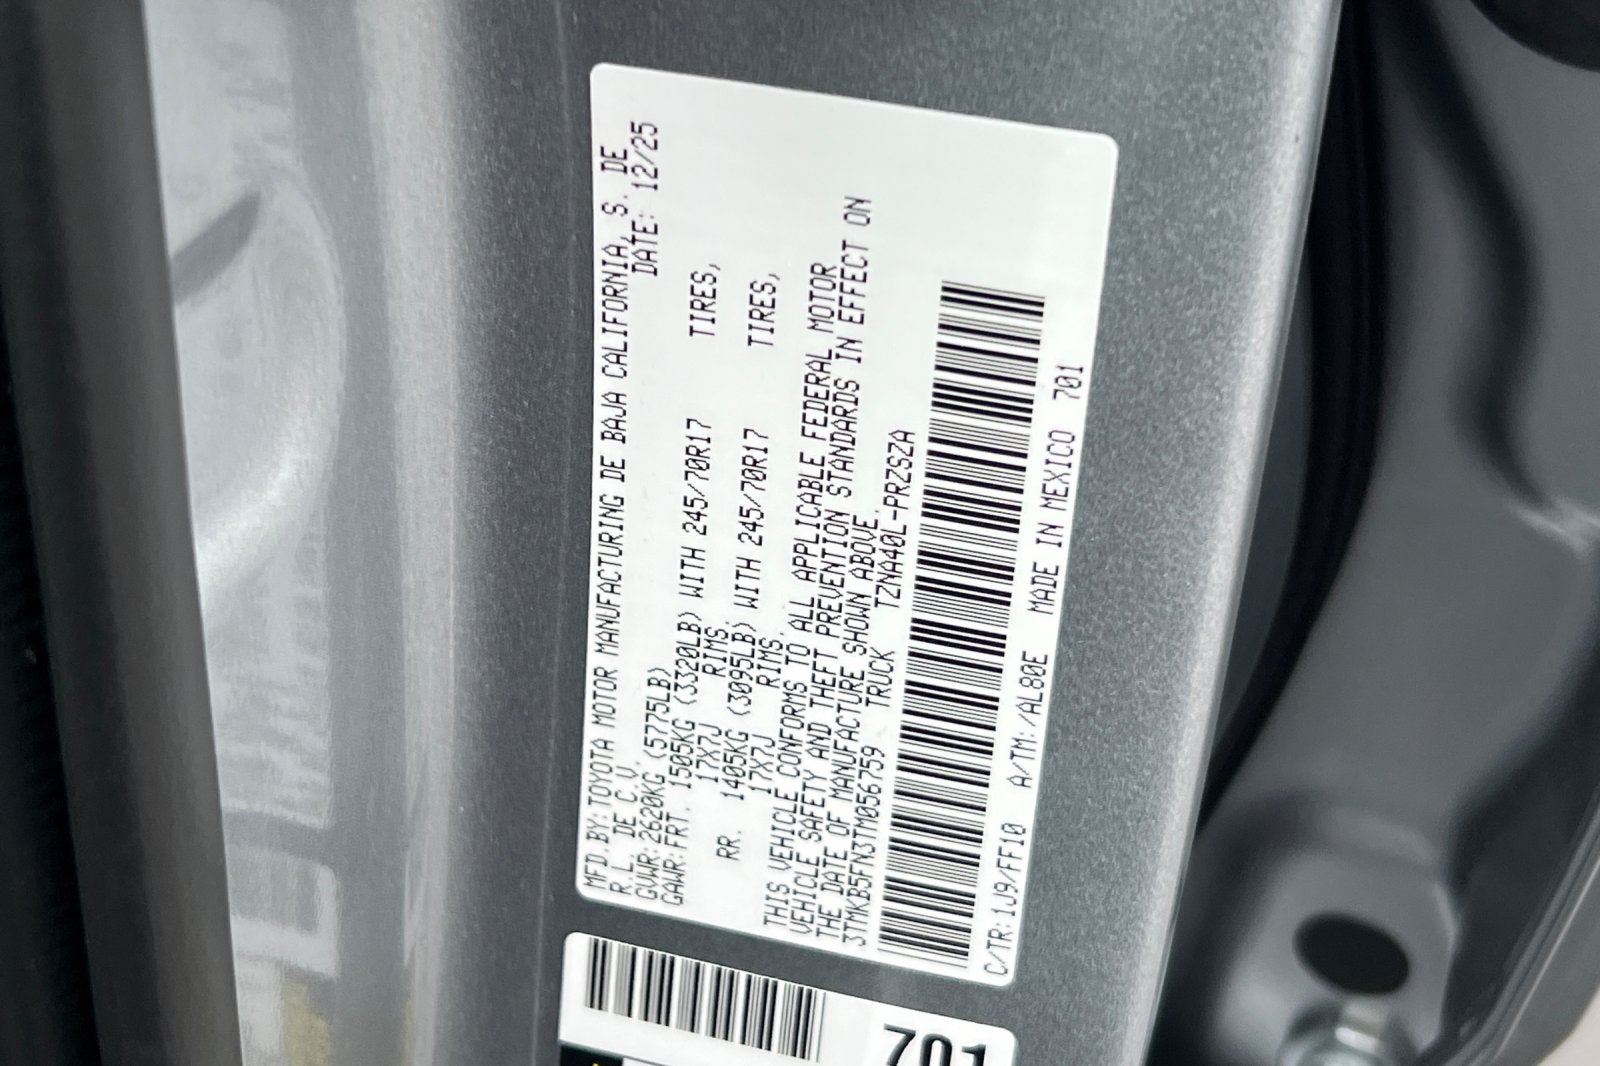 MFD BY: TOYOTA MOTOR MANUFACTURING DE BAJA CALIFORNIA, S. DE
R.L. DE C.V. DATE: 12/25
GVWR: 2620KG (5775LB)
GAWR: FRT. 1505KG (3320LB) WITH 245/70R17 TIRES,
17X7J RIMS.
RR. 1405KG (3095LB) WITH 245/70R17 TIRES,
17X7J RIMS.
THIS VEHICLE CONFORMS TO ALL APPLICABLE FEDERAL MOTOR
VEHICLE SAFETY AND THEFT PREVENTION STANDARDS IN EFFECT ON
THE DATE OF MANUFACTURE SHOWN ABOVE.
3TMKB5FN3TM056759 TRUCK TZNA40L-PRZSZA
C/TR: 1J9/FF10 A/TM: /AL80E MADE IN MEXICO 701
701